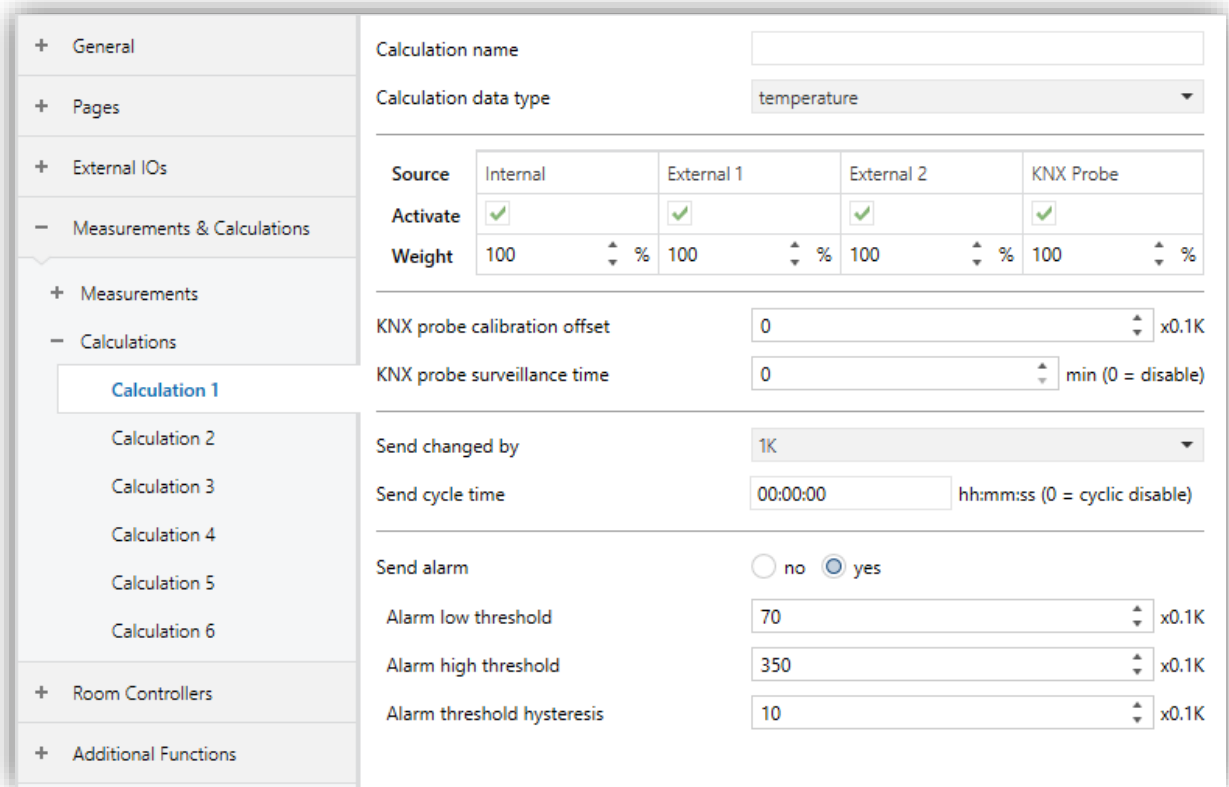 General
Pages
External IOs
Measurements & Calculations
Measurements
Calculations
Calculation 1
Calculation 2
Calculation 3
Calculation 4
Calculation 5
Calculation 6
Room Controllers
Additional Functions
Calculation name
Calculation data type temperature
Source Internal External 1 External 2 KNX Probe
Activate
Weight 100 % 100 % 100 % 100 %
KNX probe calibration offset 0 x0.1K
KNX probe surveillance time 0 min (0 = disable)
Send changed by 1K
Send cycle time 00:00:00 hh:mm:ss (0 = cyclic disable)
Send alarm no yes
Alarm low threshold 70 x0.1K
Alarm high threshold 350 x0.1K
Alarm threshold hysteresis 10 x0.1K